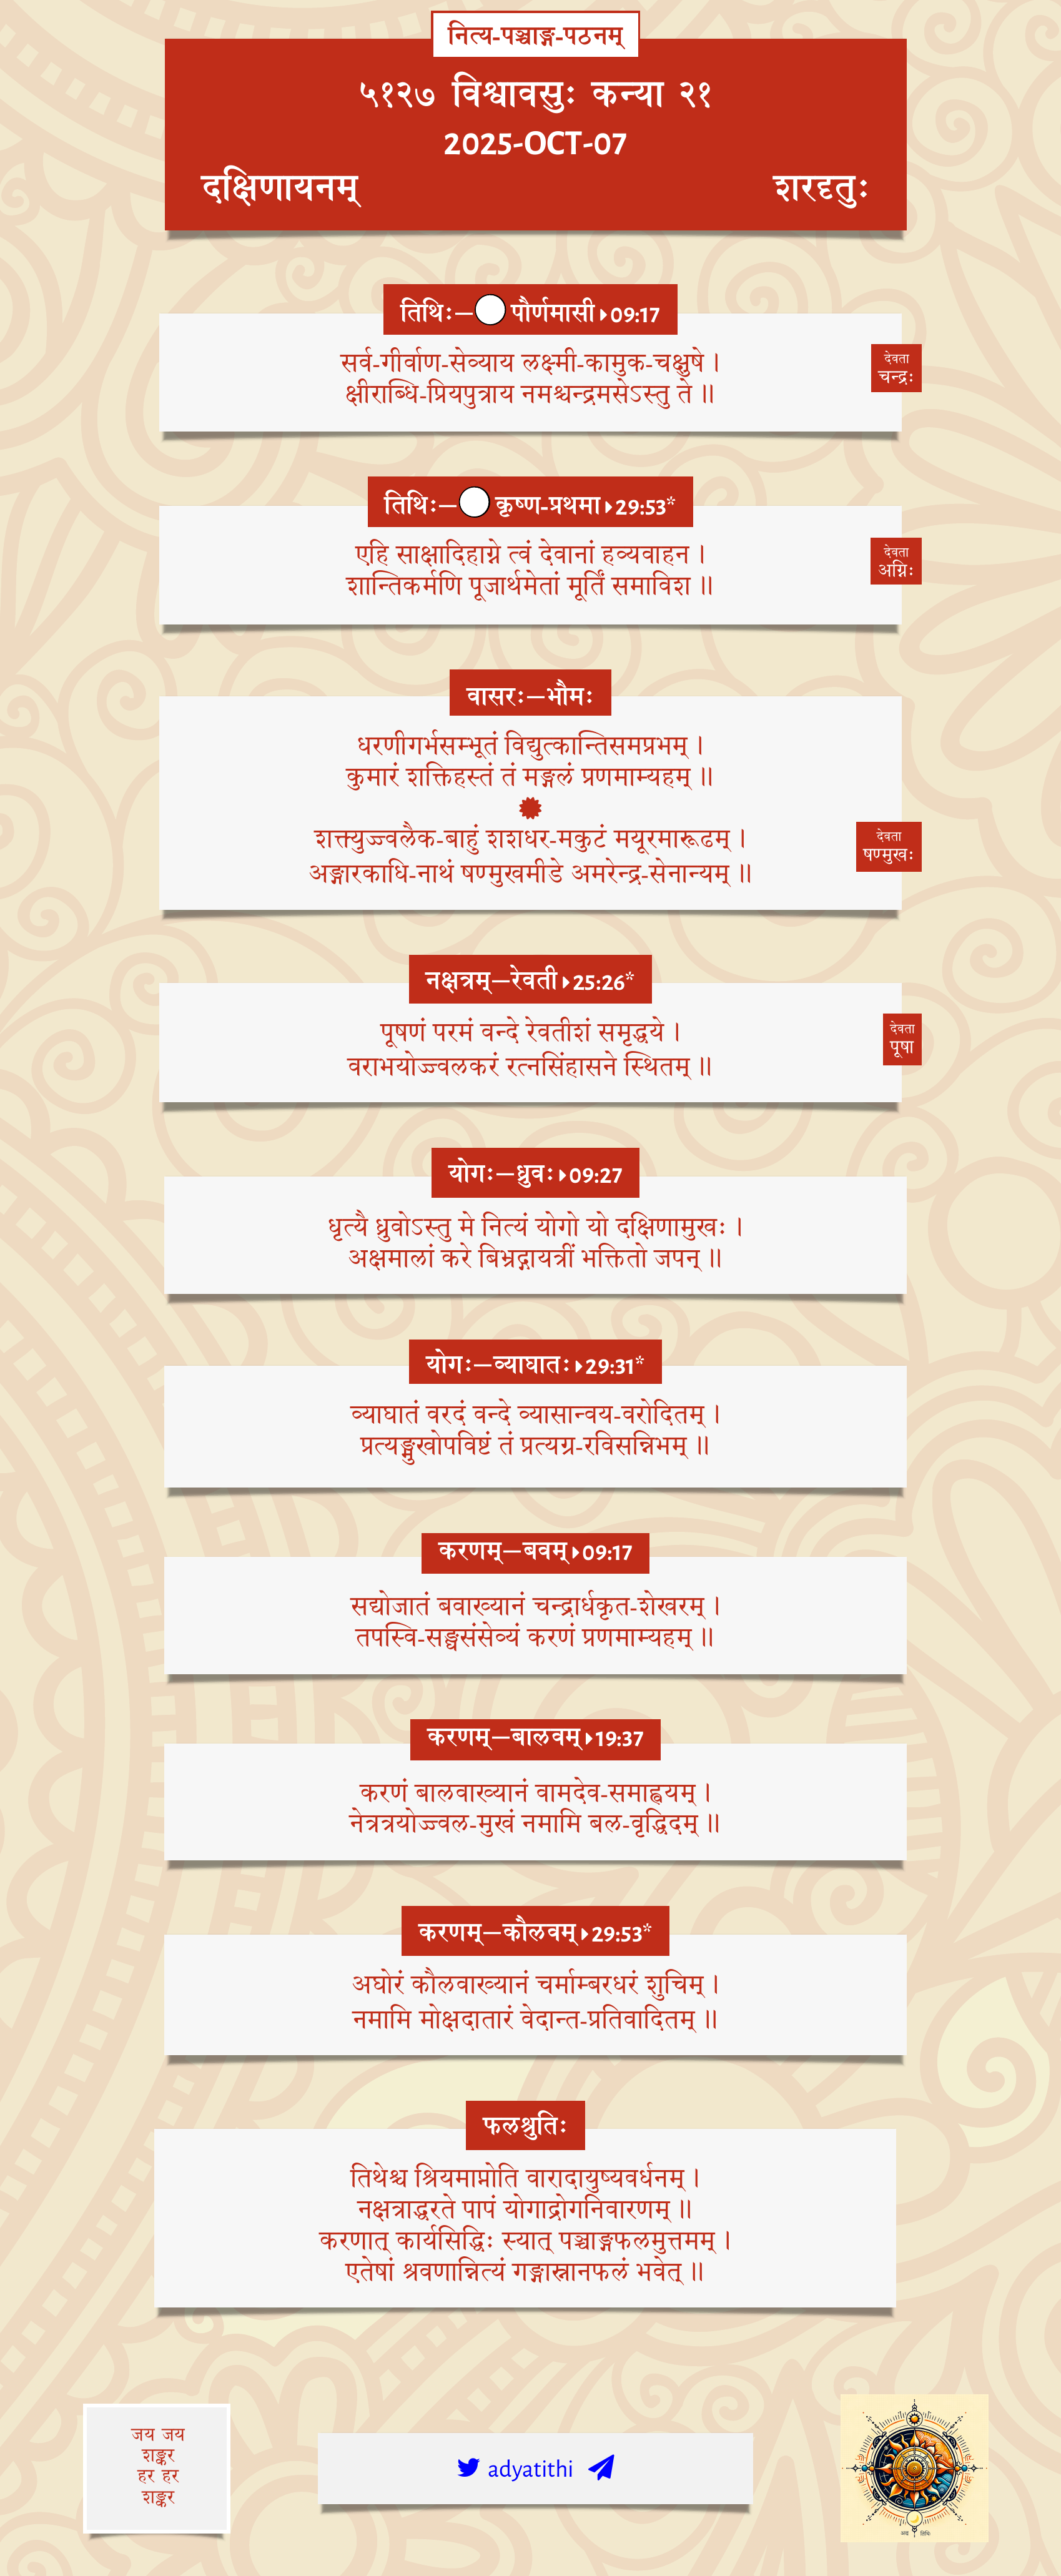 नित्य-पञ्चाङ्ग-पठनम्
५१२७ विश्वावसुः कन्या २१
2025-OCT-07
दक्षिणायनम् शरदृतुः
तिथिः—पौर्णमासी 09:17
सर्व-गीर्वाण-सेव्याय लक्ष्मी-कामुक-चक्षुषे ।
क्षीराब्धि-प्रियपुत्राय नमश्चन्द्रमसेऽस्तु ते ॥
देवता
चन्द्रः
तिथिः—कृष्ण-प्रथमा 29:53*
एहि साक्षादिहाग्ने त्वं देवानां हव्यवाहन ।
शान्तिकर्मणि पूजार्थमेतां मूर्तिं समाविश ॥
देवता
अग्निः
वासरः—भौमः
धरणीगर्भसम्भूतं विद्युत्कान्तिसमप्रभम् ।
कुमारं शक्तिहस्तं तं मङ्गलं प्रणमाम्यहम् ॥
शक्त्युज्ज्वलैक-बाहुं शशधर-मकुटं मयूरमारूढम् ।
अङ्गारकाधि-नाथं षण्मुखमीडे अमरेन्द्र-सेनान्यम् ॥
देवता
षण्मुखः
नक्षत्रम्—रेवती 25:26*
पूषणं परमं वन्दे रेवतीशं समृद्धये ।
वराभयोज्ज्वलकरं रत्नसिंहासने स्थितम् ॥
देवता
पूषा
योगः—ध्रुवः 09:27
धृत्यै ध्रुवोऽस्तु मे नित्यं योगो यो दक्षिणामुखः ।
अक्षमालां करे बिभ्रद्गायत्रीं भक्तितो जपन् ॥
योगः—व्याघातः 29:31*
व्याघातं वरदं वन्दे व्यासान्वय-वरोदितम् ।
प्रत्यङ्मुखोपविष्टं तं प्रत्यग्र-रविसन्निभम् ॥
करणम्—बवम् 09:17
सद्योजातं बवाख्यानं चन्द्रार्धकृत-शेखरम् ।
तपस्वि-सङ्घसंसेव्यं करणं प्रणमाम्यहम् ॥
करणम्—बालवम् 19:37
करणं बालवाख्यानं वामदेव-समाह्वयम् ।
नेत्रत्रयोज्ज्वल-मुखं नमामि बल-वृद्धिदम् ॥
करणम्—कौलवम् 29:53*
अघोरं कौलवाख्यानं चर्माम्बरधरं शुचिम् ।
नमामि मोक्षदातारं वेदान्त-प्रतिवादितम् ॥
फलश्रुतिः
तिथेश्च श्रियमाप्नोति वारादायुष्यवर्धनम् ।
नक्षत्राद्धरते पापं योगाद्रोगनिवारणम् ॥
करणात् कार्यसिद्धिः स्यात् पञ्चाङ्गफलमुत्तमम् ।
एतेषां श्रवणान्नित्यं गङ्गास्नानफलं भवेत् ॥
जय जय
शङ्कर
हर हर
शङ्कर
adyatithi
अद्य तिथिः